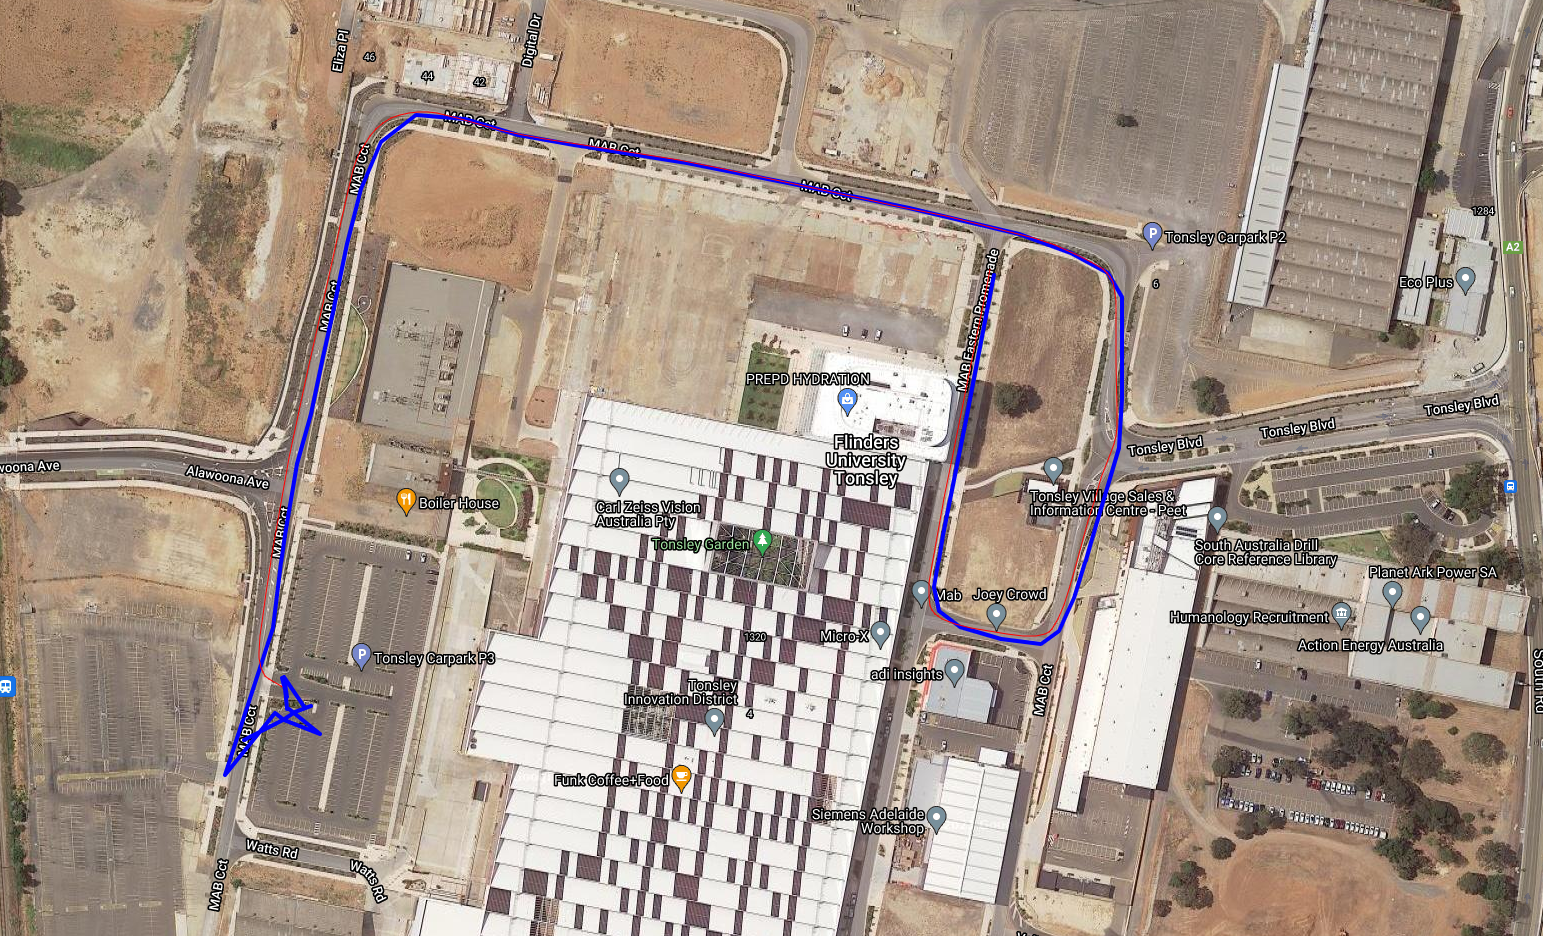 Eliza Pl
46
44
42
Digital Dr
MAB Cct
MAB Cct
MAB Cct
MAB Cct
1284
A2
Tonsley Carpark P2
6
Eco Plus
MAB Cct
MAB Eastern Promenade
PREPD HYDRATION
Flinders
University
Tonsley
Tonsley Blvd
Tonsley Blvd
Tonsley Blvd
woona Ave
Alawoona Ave
Boiler House
Carl Zeiss Vision
Australia Pty
Tonsley Village Sales &
Information Centre - Peet
Tonsley Garden
MAB Cct
South Australia Drill
Core Reference Library
Planet Ark Power SA
Mab
Joey Crowd
Humanology Recruitment
Action Energy Australia
1320
Micro-X
Tonsley Carpark P3
adi insights
Tonsley
Innovation District
4
MAB Cct
MAB Cct
South Rd
Funk Coffee+Food
Siemens Adelaide
Workshop
Watts Rd
Watts Rd
MAB Cct